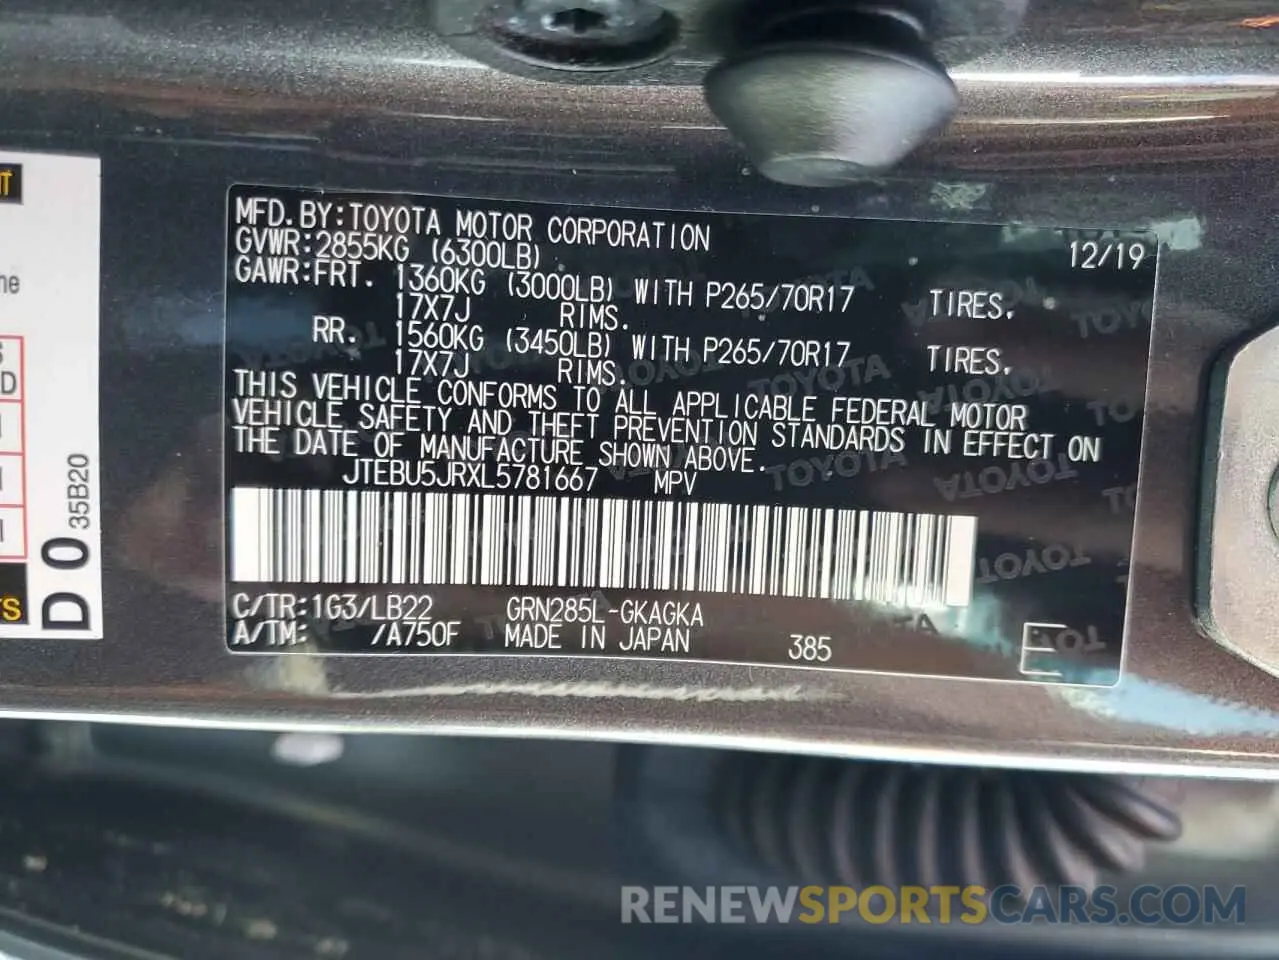 MFD.BY:TOYOTA MOTOR CORPORATION 12/19
GVWR:2855KG (6300LB)
GAWR:FRT. 1360KG (3000LB) WITH P265/70R17 TIRES.
17X7J RIMS.
RR. 1560KG (3450LB) WITH P265/70R17 TIRES.
17X7J RIMS.
THIS VEHICLE CONFORMS TO ALL APPLICABLE FEDERAL MOTOR
VEHICLE SAFETY AND THEFT PREVENTION STANDARDS IN EFFECT ON
THE DATE OF MANUFACTURE SHOWN ABOVE.
JTEBU5JRXL5781667 MPV
C/TR:1G3/LB22 GRN285L-GKAGKA
A/TM: /A750F MADE IN JAPAN 385
D0 35B20
RENEWSPORTSCARS.COM